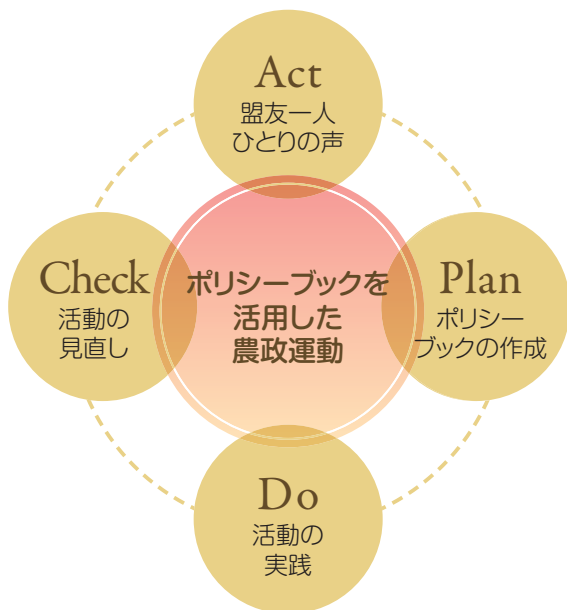 Act
盟友一人
ひとりの声
Check
活動の
見直し
ポリシーブックを
活用した
農政運動
Plan
ポリシー
ブックの作成
Do
活動の
実践